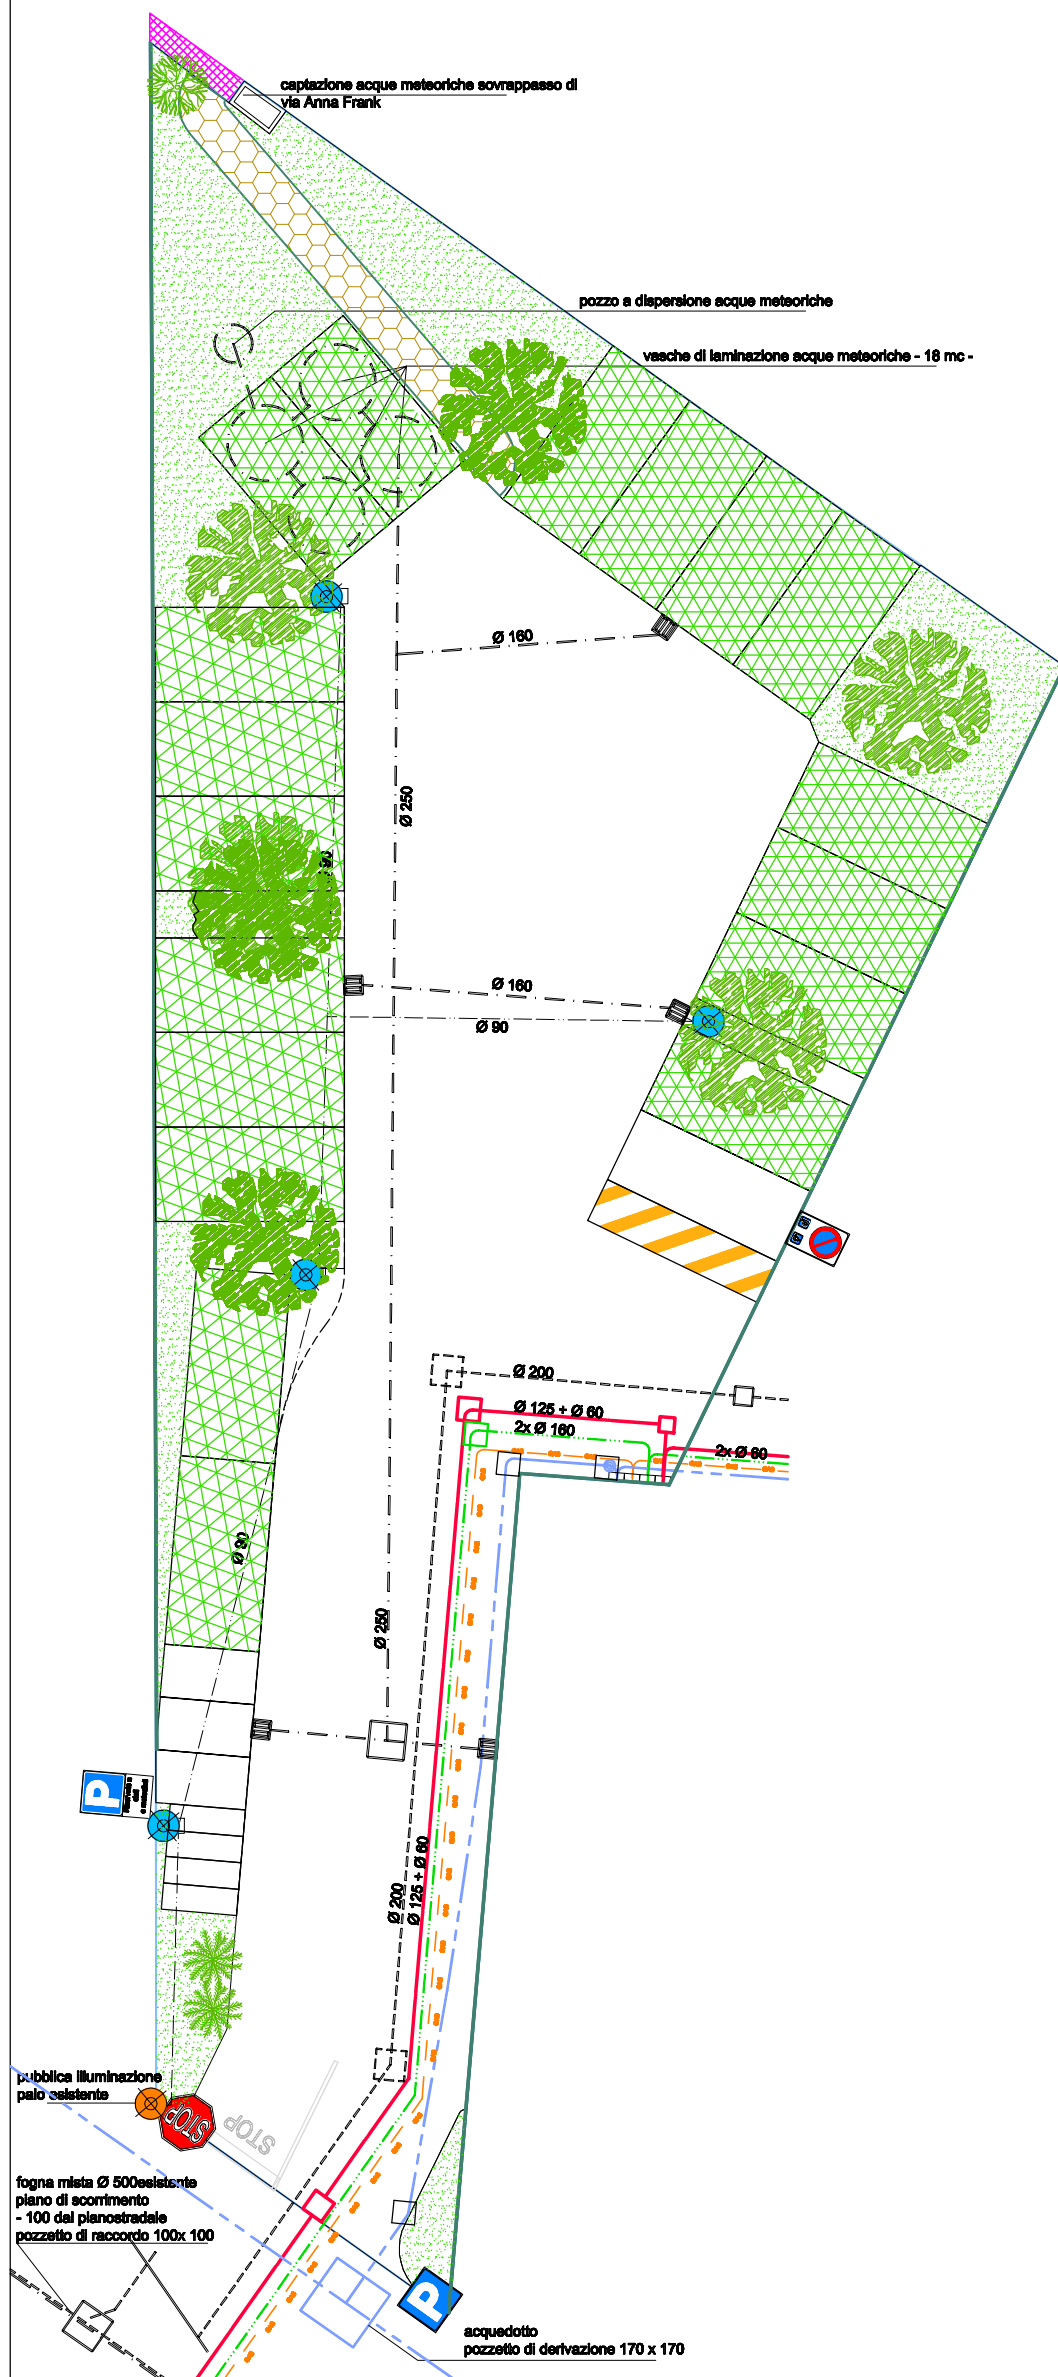 captazione acque meteoriche sovrappasso di
via Anna Frank
pozzo a dispersione acque meteoriche
vasche di laminazione acque meteoriche - 18 mc -
Ø 160
Ø 250
Ø 160
Ø 90
Ø 200
Ø 125 + Ø 60
2x Ø 160
2x Ø 60
Ø 90
Ø 250
P
Ø 200
Ø 125 + Ø 60
pubblica illuminazione
palo esistente
STOP
STOP
fogna mista Ø 500esistente
piano di scorrimento
- 100 dal pianostradale
pozzetto di raccordo 100x 100
P
acquedotto
pozzetto di derivazione 170 x 170